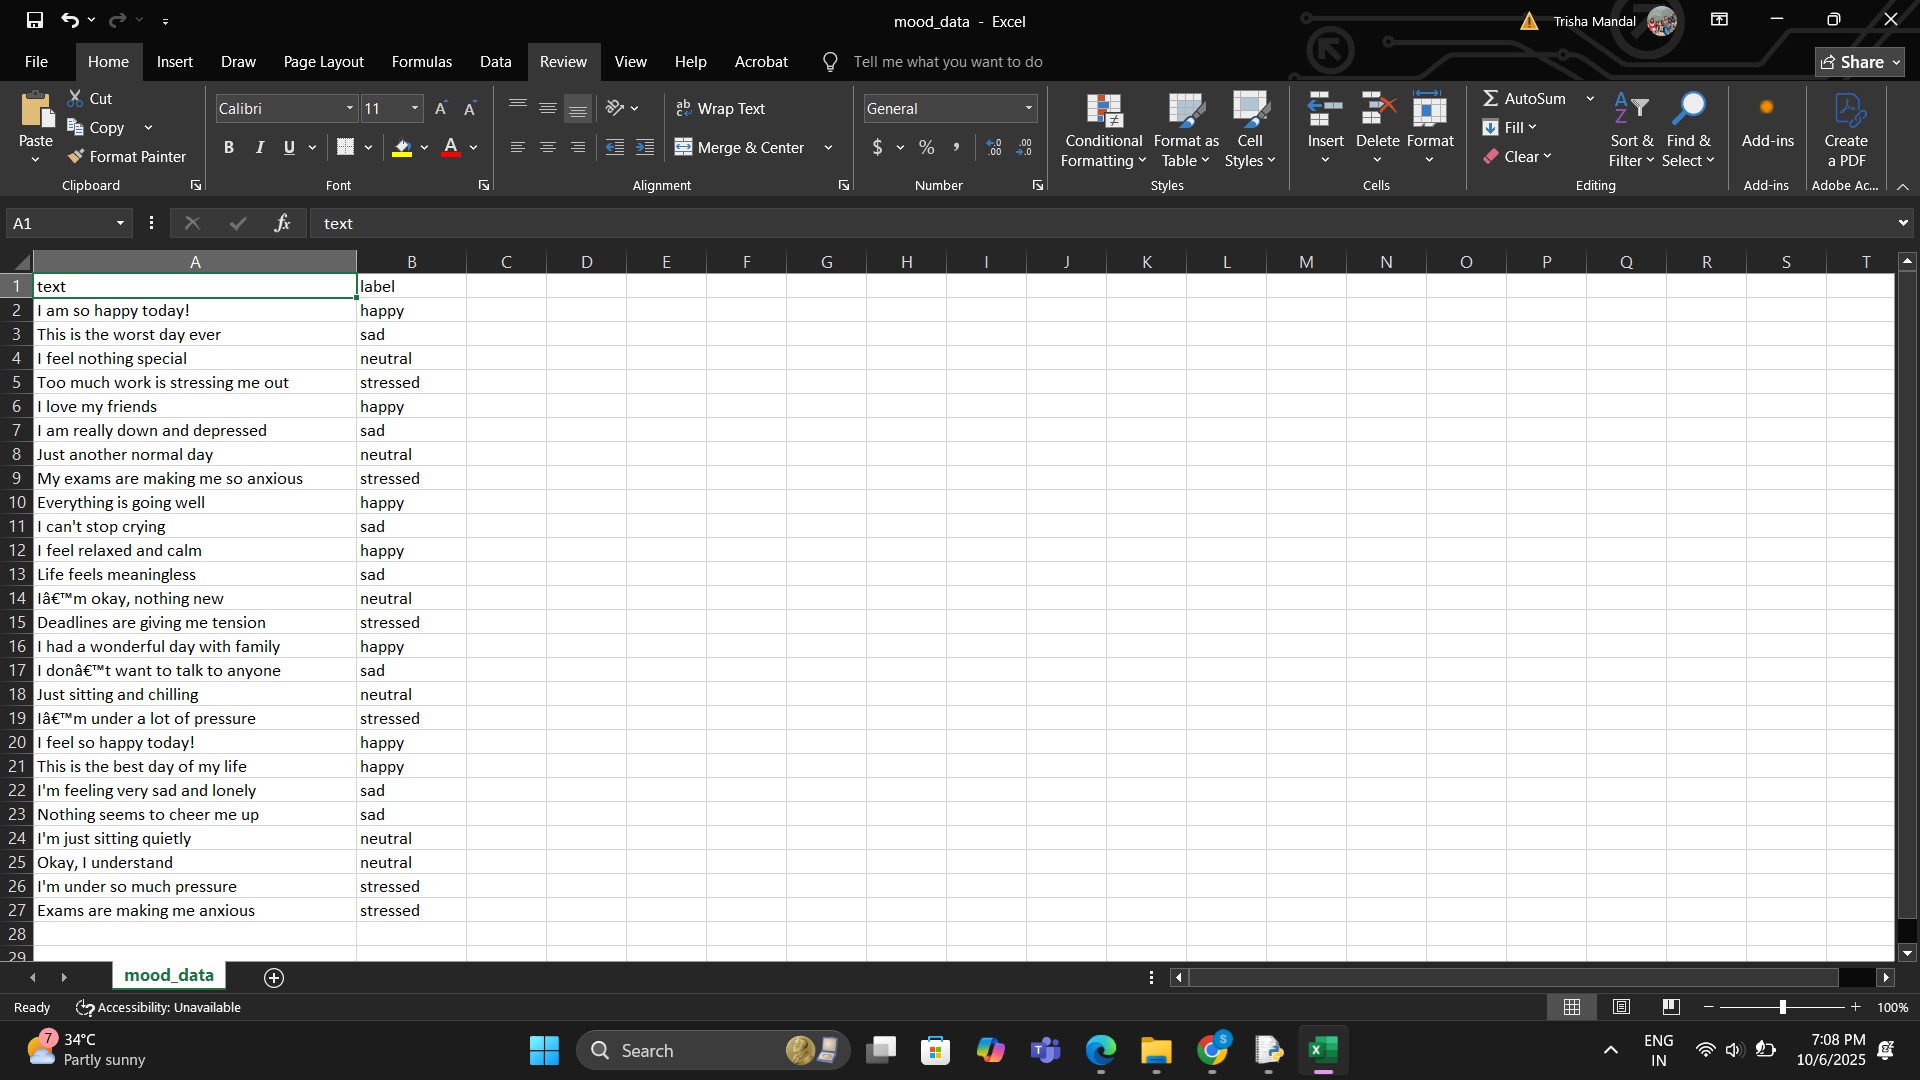 mood_data - Excel
Trisha Mandal
File Home Insert Draw Page Layout Formulas Data Review View Help Acrobat Tell me what you want to do
Share
Paste
Cut
Copy
Format Painter
Clipboard
Calibri 11
B I U
Font
Wrap Text
Merge & Center
Alignment
General
$ % ,
Number
Conditional Formatting
Format as Table
Cell Styles
Styles
Insert Delete Format
Cells
AutoSum
Fill
Clear
Sort & Filter
Find & Select
Editing
Add-ins
Add-ins
Create a PDF
Adobe Ac...
A1 fx text
A B C D E F G H I J K L M N O P Q R S T
1 text label
2 I am so happy today! happy
3 This is the worst day ever sad
4 I feel nothing special neutral
5 Too much work is stressing me out stressed
6 I love my friends happy
7 I am really down and depressed sad
8 Just another normal day neutral
9 My exams are making me so anxious stressed
10 Everything is going well happy
11 I can't stop crying sad
12 I feel relaxed and calm happy
13 Life feels meaningless sad
14 Iâ€™m okay, nothing new neutral
15 Deadlines are giving me tension stressed
16 I had a wonderful day with family happy
17 I donâ€™t want to talk to anyone sad
18 Just sitting and chilling neutral
19 Iâ€™m under a lot of pressure stressed
20 I feel so happy today! happy
21 This is the best day of my life happy
22 I'm feeling very sad and lonely sad
23 Nothing seems to cheer me up sad
24 I'm just sitting quietly neutral
25 Okay, I understand neutral
26 I'm under so much pressure stressed
27 Exams are making me anxious stressed
28
29
mood_data
Ready Accessibility: Unavailable 100%
7 34°C
Partly sunny
Search
ENG
IN
7:08 PM
10/6/2025